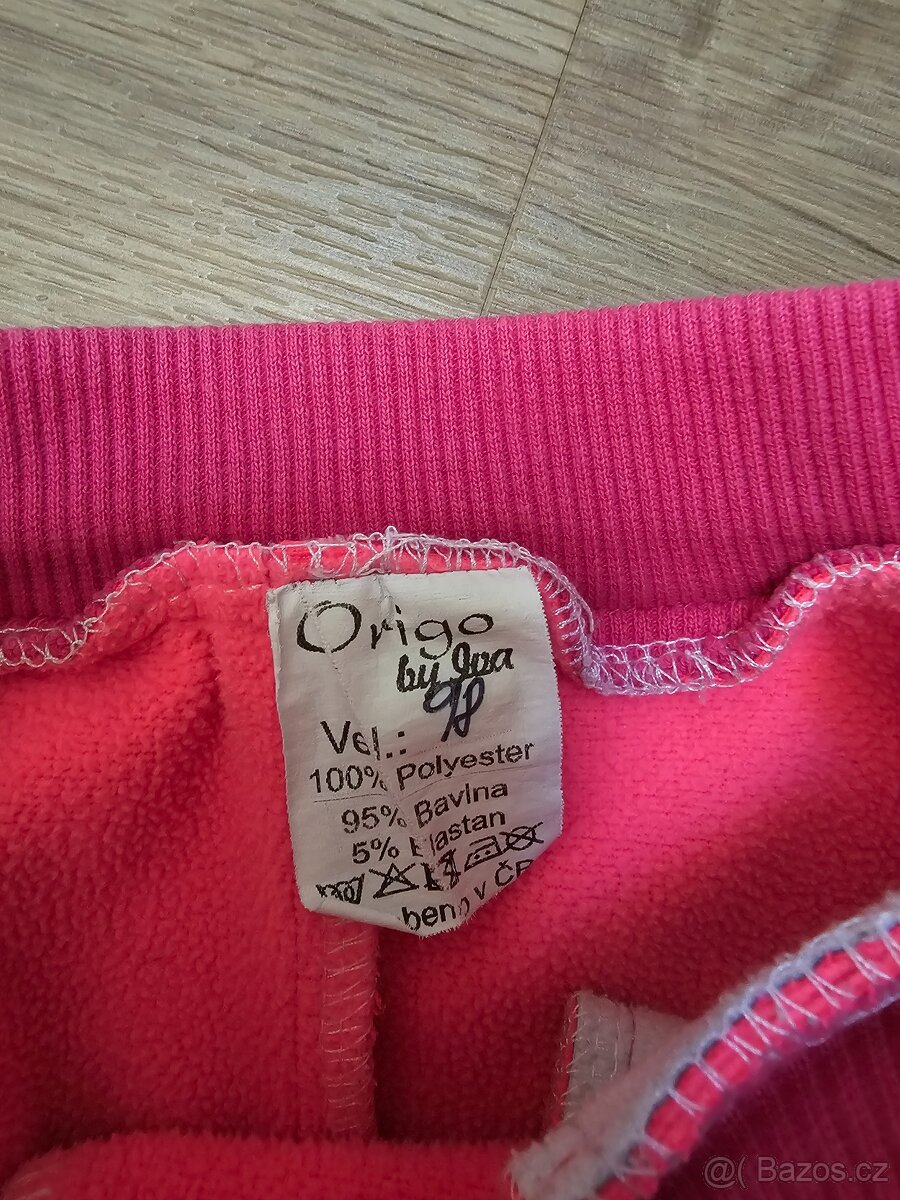 Origo
by Iva
98
Vel.:
100% Polyester
95% Bavlna
5% Elastan
beno v ČR
@( Bazos.cz